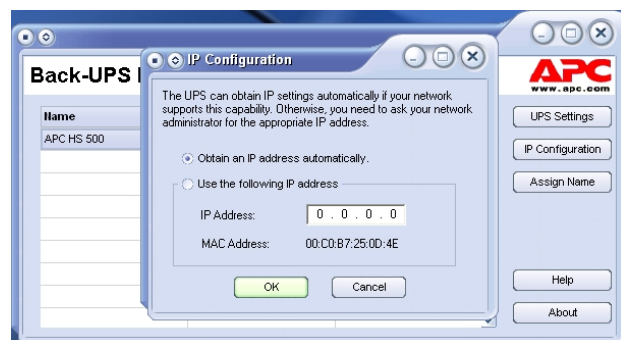 IP Configuration
Back-UPS
APC
www.apc.com
The UPS can obtain IP settings automatically if your network
supports this capability. Otherwise, you need to ask your network
administrator for the appropriate IP address.
Name
UPS Settings
APC HS 500
IP Configuration
Obtain an IP address automatically.
Use the following IP address
Assign Name
IP Address: 0 . 0 . 0 . 0
MAC Address: 00:C0:B7:25:0D:4E
OK Cancel
Help
About